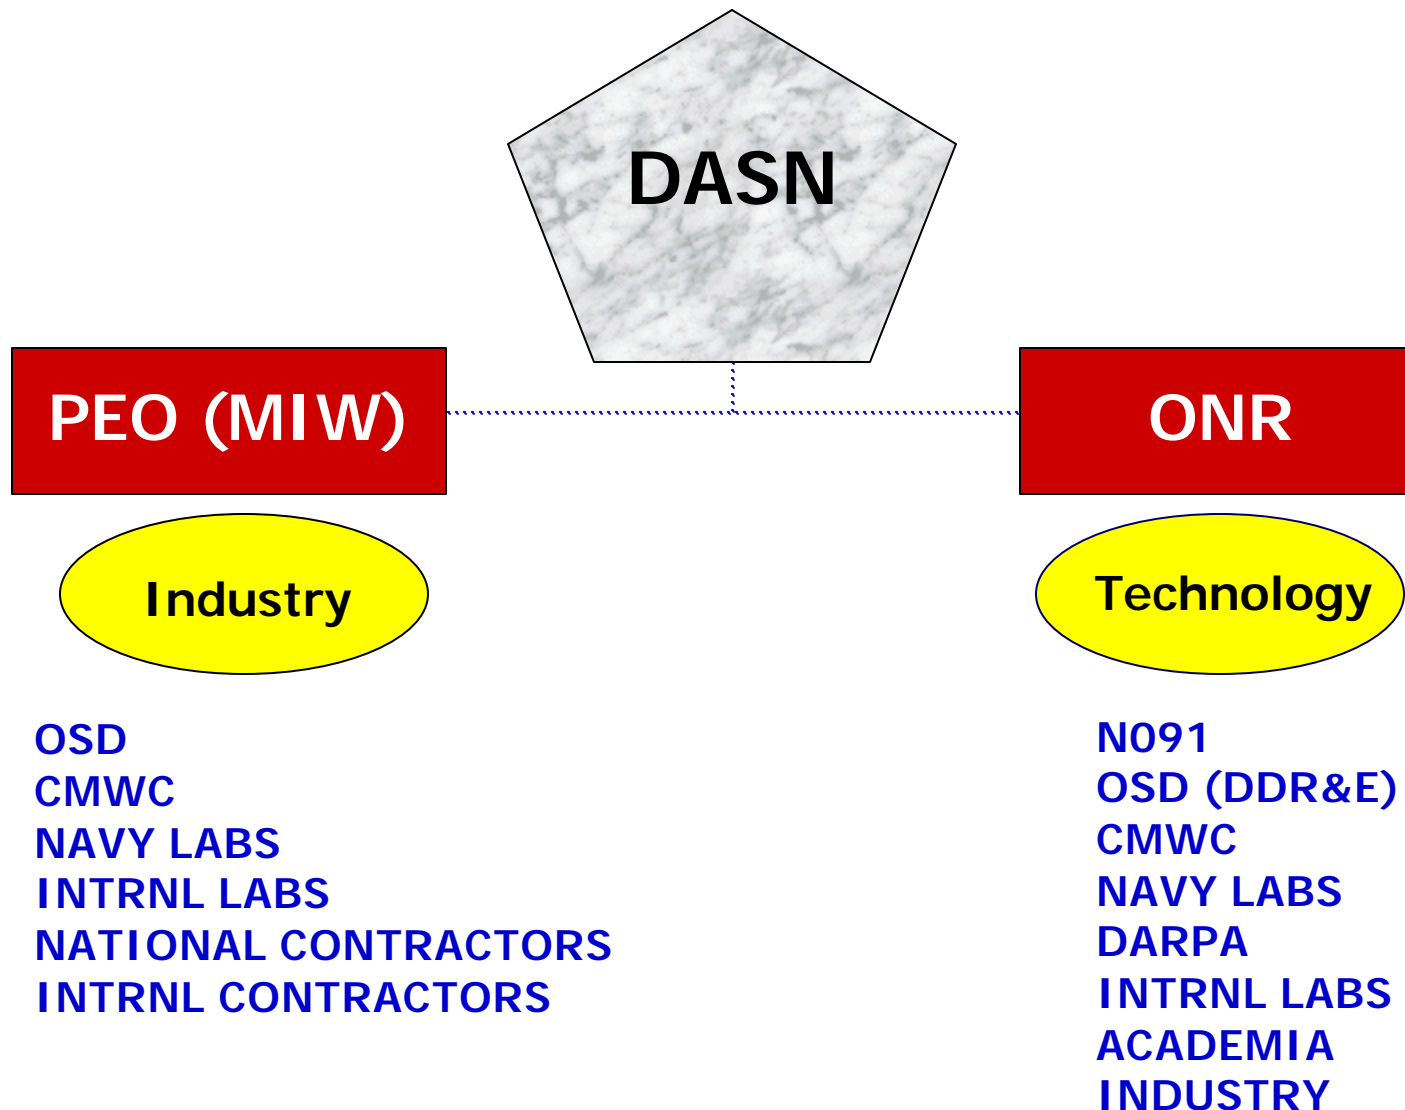 DASN
PEO (MIW)
ONR
Industry
Technology
OSD
CMWC
NAVY LABS
INTRNL LABS
NATIONAL CONTRACTORS
INTRNL CONTRACTORS
N091
OSD (DDR&E)
CMWC
NAVY LABS
DARPA
INTRNL LABS
ACADEMIA
INDUSTRY